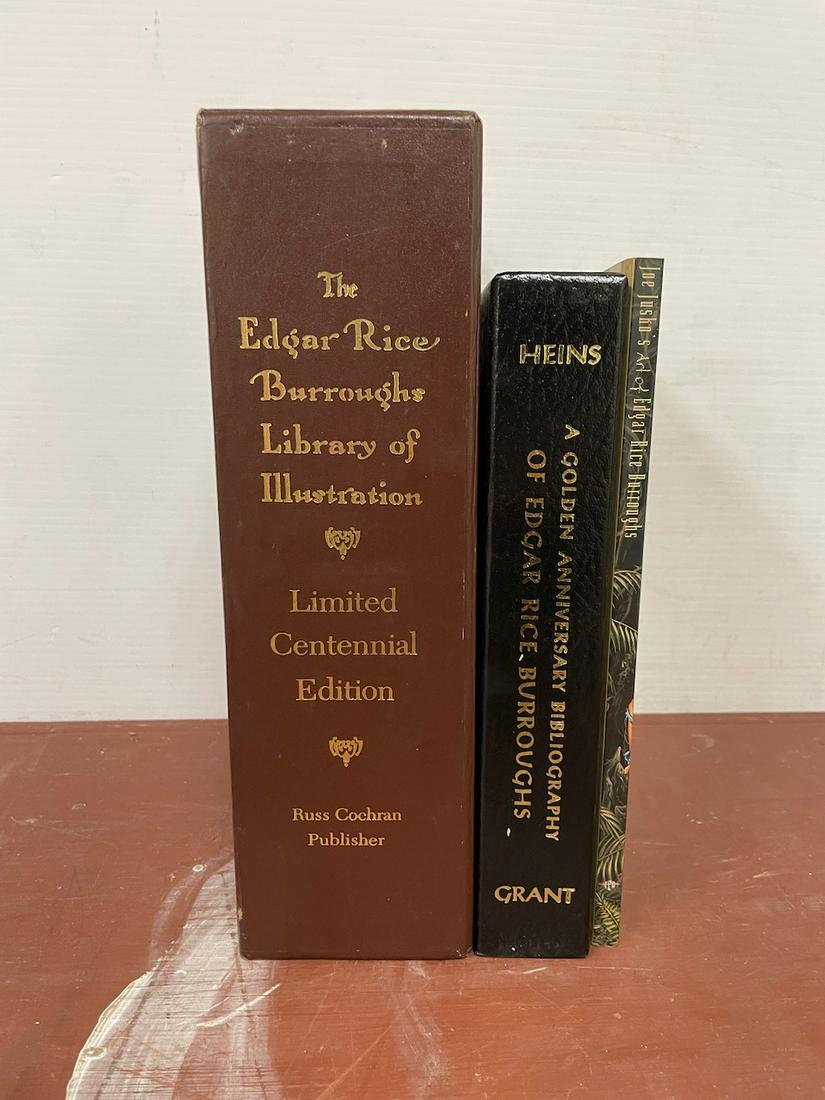 The
Edgar Rice
Burroughs
Library of
Illustration
Limited
Centennial
Edition
Russ Cochran
Publisher
HEINS
A GOLDEN ANNIVERSARY BIBLIOGRAPHY
OF EDGAR RICE BURROUGHS
GRANT
Joe Jusko's Art of Edgar Rice Burroughs